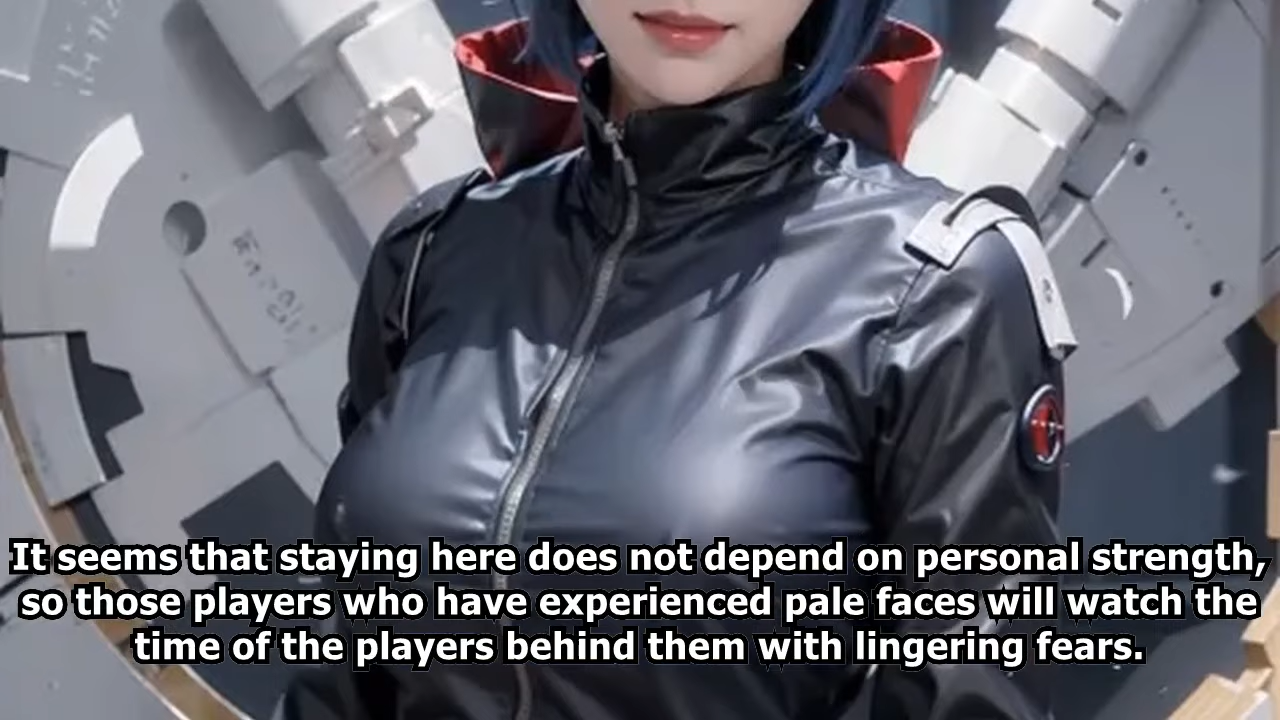 It seems that staying here does not depend on personal strength,
so those players who have experienced pale faces will watch the
time of the players behind them with lingering fears.